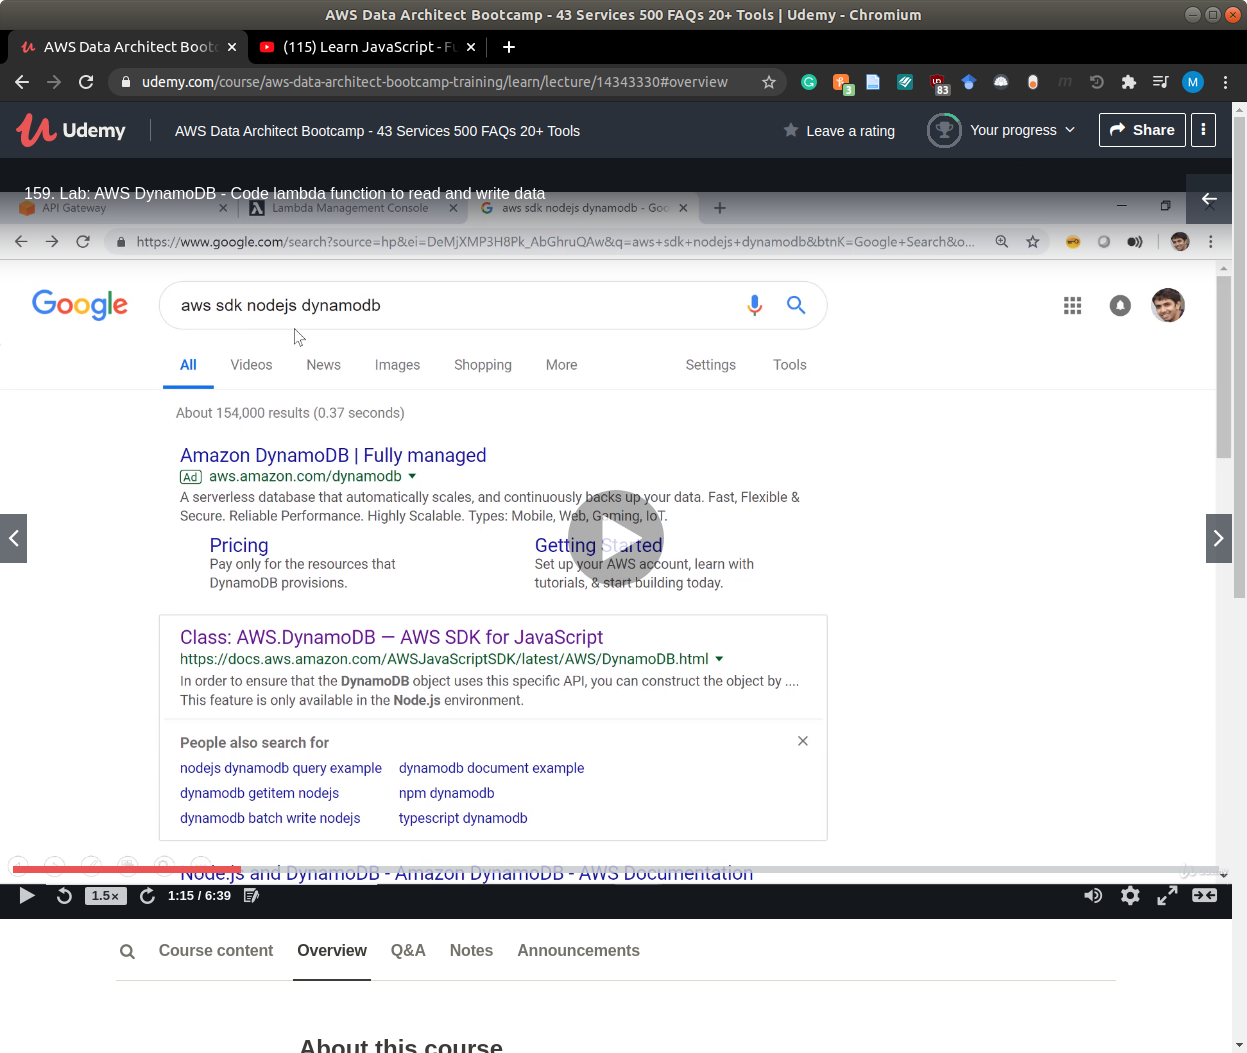 AWS Data Architect Bootcamp - 43 Services 500 FAQs 20+ Tools | Udemy - Chromium
AWS Data Architect Bootc
(115) Learn JavaScript - Fu
udemy.com/course/aws-data-architect-bootcamp-training/learn/lecture/14343330#overview
3
83
M
Udemy
AWS Data Architect Bootcamp - 43 Services 500 FAQs 20+ Tools
Leave a rating
Your progress
Share
159. Lab: AWS DynamoDB - Code lambda function to read and write data
API Gateway
Lambda Management Console
aws sdk nodejs dynamodb - Goo
https://www.google.com/search?source=hp&ei=DeMjXMP3H8Pk_AbGhruQAw&q=aws+sdk+nodejs+dynamodb&btnK=Google+Search&o...
Google
aws sdk nodejs dynamodb
All
Videos
News
Images
Shopping
More
Settings
Tools
About 154,000 results (0.37 seconds)
Amazon DynamoDB | Fully managed
Ad aws.amazon.com/dynamodb
A serverless database that automatically scales, and continuously backs up your data. Fast, Flexible &
Secure. Reliable Performance. Highly Scalable. Types: Mobile, Web, Gaming, IoT.
Pricing
Pay only for the resources that
DynamoDB provisions.
Getting Started
Set up your AWS account, learn with
tutorials, & start building today.
Class: AWS.DynamoDB — AWS SDK for JavaScript
https://docs.aws.amazon.com/AWSJavaScriptSDK/latest/AWS/DynamoDB.html
In order to ensure that the DynamoDB object uses this specific API, you can construct the object by ....
This feature is only available in the Node.js environment.
People also search for
nodejs dynamodb query example
dynamodb document example
dynamodb getitem nodejs
npm dynamodb
dynamodb batch write nodejs
typescript dynamodb
Node.js and DynamoDB - Amazon DynamoDB - AWS Documentation
1.5×
1:15 / 6:39
Course content
Overview
Q&A
Notes
Announcements
About this course